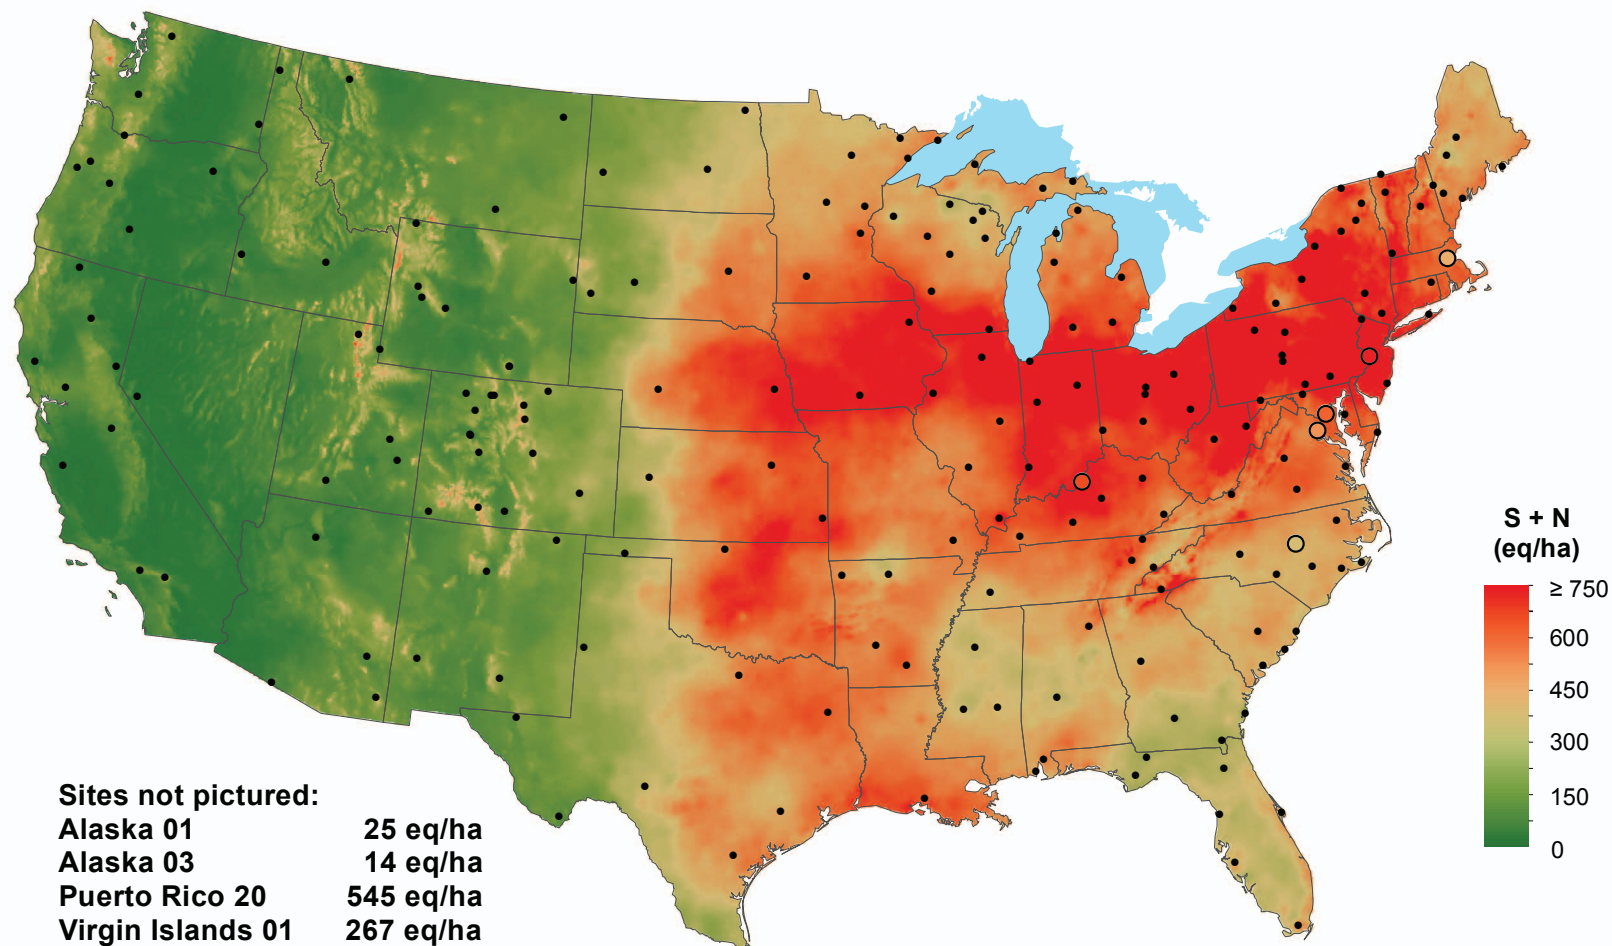 S + N
(eq/ha)
≥ 750
600
450
300
150
0
Sites not pictured:
Alaska 01 25 eq/ha
Alaska 03 14 eq/ha
Puerto Rico 20 545 eq/ha
Virgin Islands 01 267 eq/ha